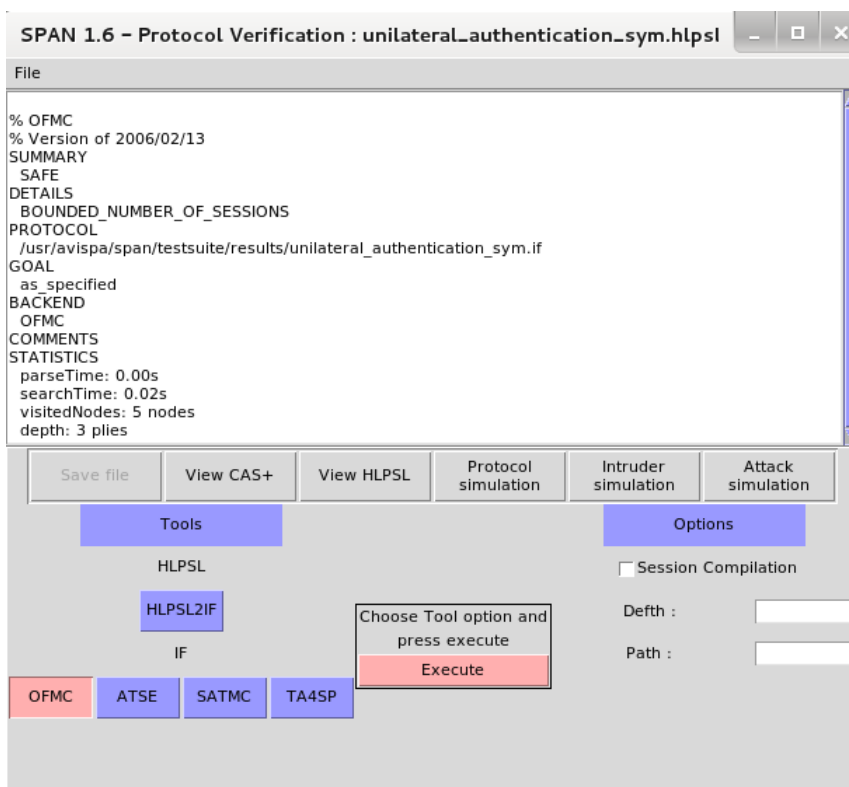 SPAN 1.6 – Protocol Verification : unilateral_authentication_sym.hlpsl
File
% OFMC
% Version of 2006/02/13
SUMMARY
SAFE
DETAILS
BOUNDED_NUMBER_OF_SESSIONS
PROTOCOL
/usr/avispa/span/testsuite/results/unilateral_authentication_sym.if
GOAL
as_specified
BACKEND
OFMC
COMMENTS
STATISTICS
parseTime: 0.00s
searchTime: 0.02s
visitedNodes: 5 nodes
depth: 3 plies
Save file
View CAS+
View HLPSL
Protocol
simulation
Intruder
simulation
Attack
simulation
Tools
Options
HLPSL
Session Compilation
HLPSL2IF
Choose Tool option and
press execute
Execute
Defth :
IF
Path :
OFMC
ATSE
SATMC
TA4SP